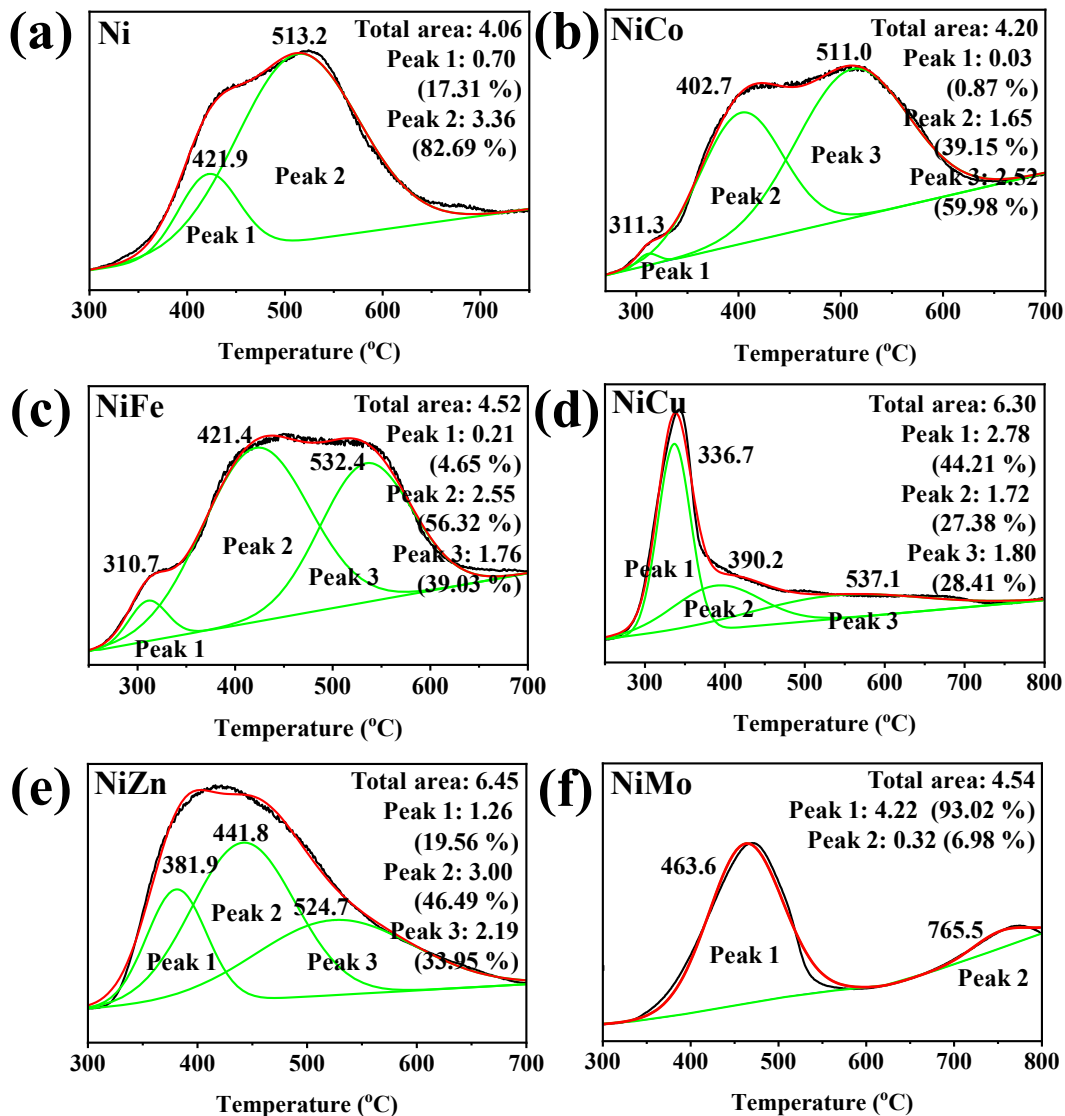 (a)
Ni
513.2
Total area: 4.06
Peak 1: 0.70
(17.31 %)
Peak 2: 3.36
(82.69 %)
421.9
Peak 2
Peak 1
300 400 500 600 700
Temperature (°C)
(b)
NiCo
511.0
Total area: 4.20
Peak 1: 0.03
(0.87 %)
402.7
Peak 2: 1.65
(39.15 %)
Peak 3
Peak 3: 2.52
(59.98 %)
Peak 2
311.3
Peak 1
300 400 500 600 700
Temperature (°C)
(c)
NiFe
421.4
532.4
Total area: 4.52
Peak 1: 0.21
(4.65 %)
Peak 2: 2.55
(56.32 %)
Peak 3: 1.76
(39.03 %)
310.7
Peak 2
Peak 3
Peak 1
300 400 500 600 700
Temperature (°C)
(d)
NiCu
Total area: 6.30
Peak 1: 2.78
(44.21 %)
Peak 2: 1.72
(27.38 %)
Peak 3: 1.80
(28.41 %)
336.7
390.2
537.1
Peak 1
Peak 2
Peak 3
300 400 500 600 700 800
Temperature (°C)
(e)
NiZn
Total area: 6.45
Peak 1: 1.26
(19.56 %)
Peak 2: 3.00
(46.49 %)
Peak 3: 2.19
(33.95 %)
441.8
381.9
524.7
Peak 2
Peak 1
Peak 3
300 400 500 600 700
Temperature (°C)
(f)
NiMo
Total area: 4.54
Peak 1: 4.22 (93.02 %)
Peak 2: 0.32 (6.98 %)
463.6
765.5
Peak 1
Peak 2
300 400 500 600 700 800
Temperature (°C)